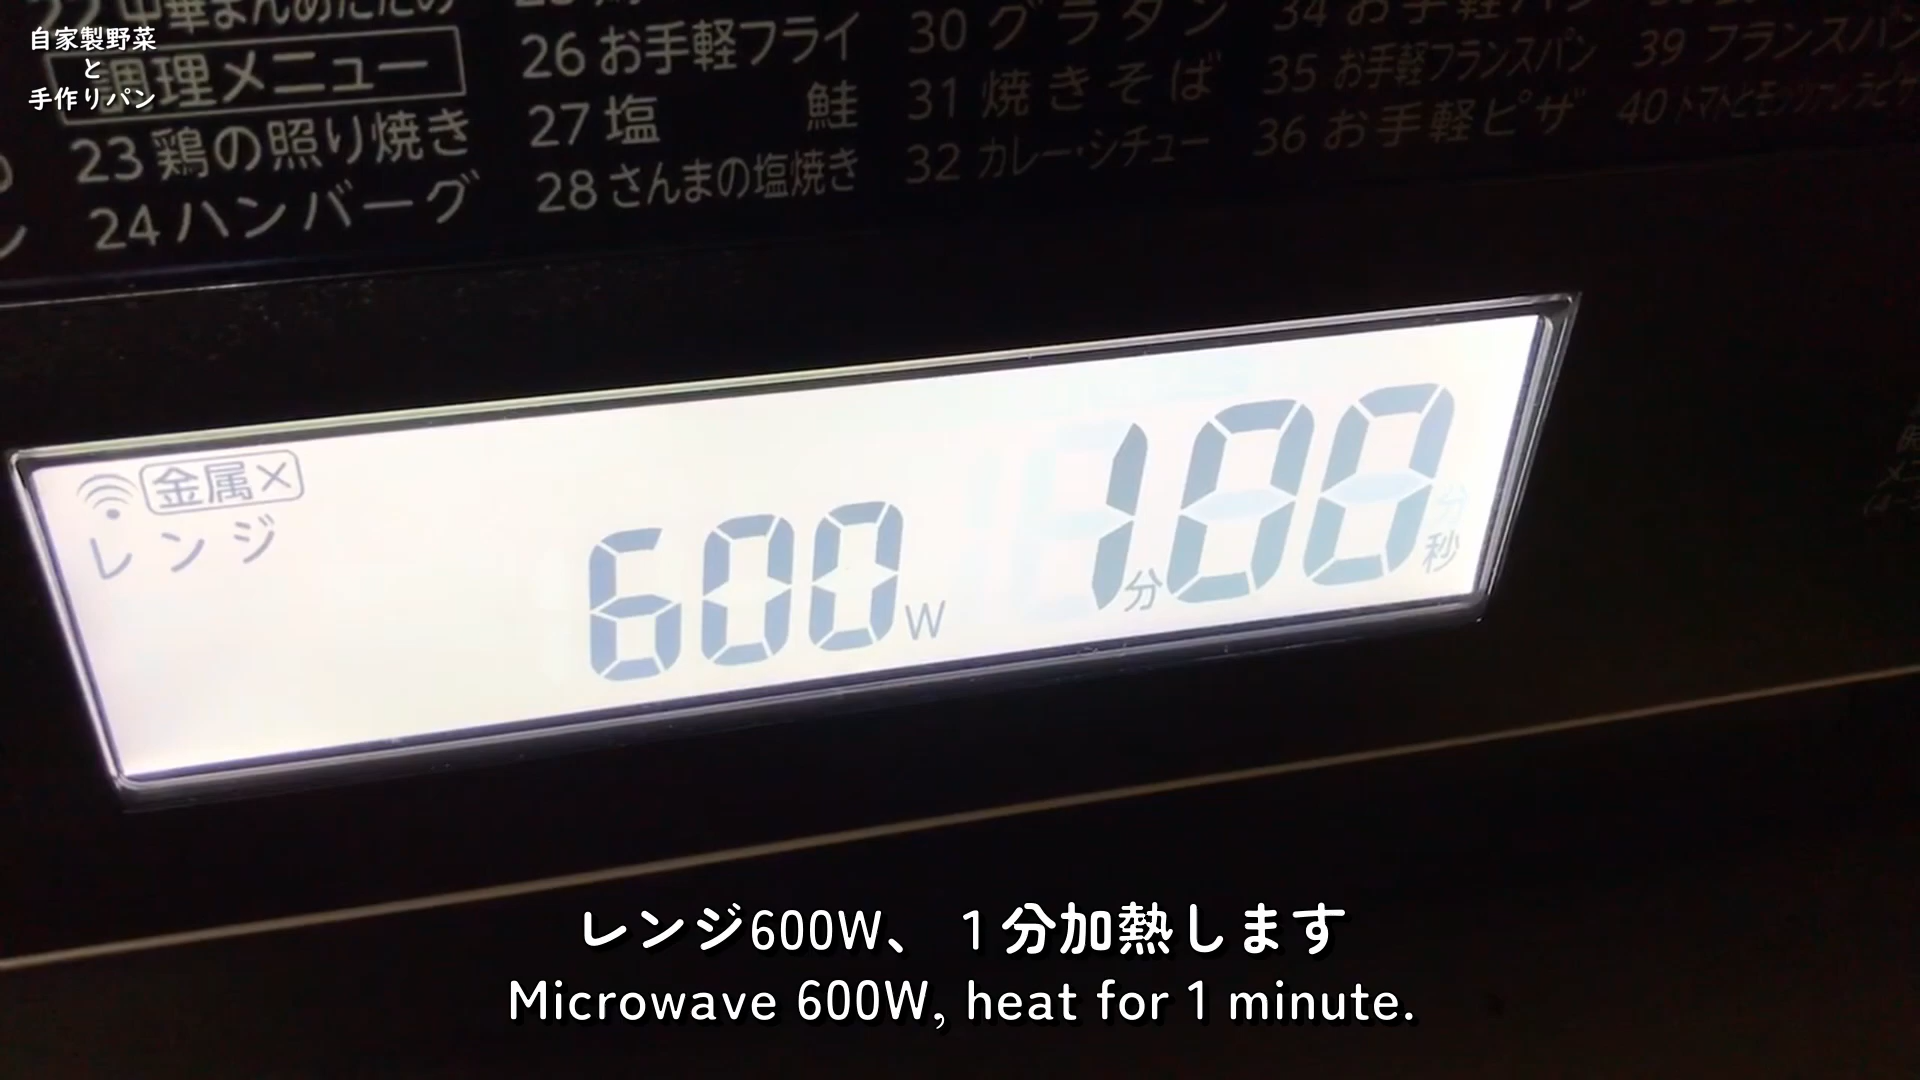 自家製野菜
と
手作りパン
調理メニュー
23 鶏の照り焼き
24 ハンバーグ
26 お手軽フライ
27 塩 鮭
28 さんまの塩焼き
30 グラタン
31 焼きそば
32 カレー・シチュー
35 お手軽フランスパン
36 お手軽ピザ
39 フランスパン
金属×
レンジ
600W
1分00秒
レンジ600W、1分加熱します
Microwave 600W, heat for 1 minute.